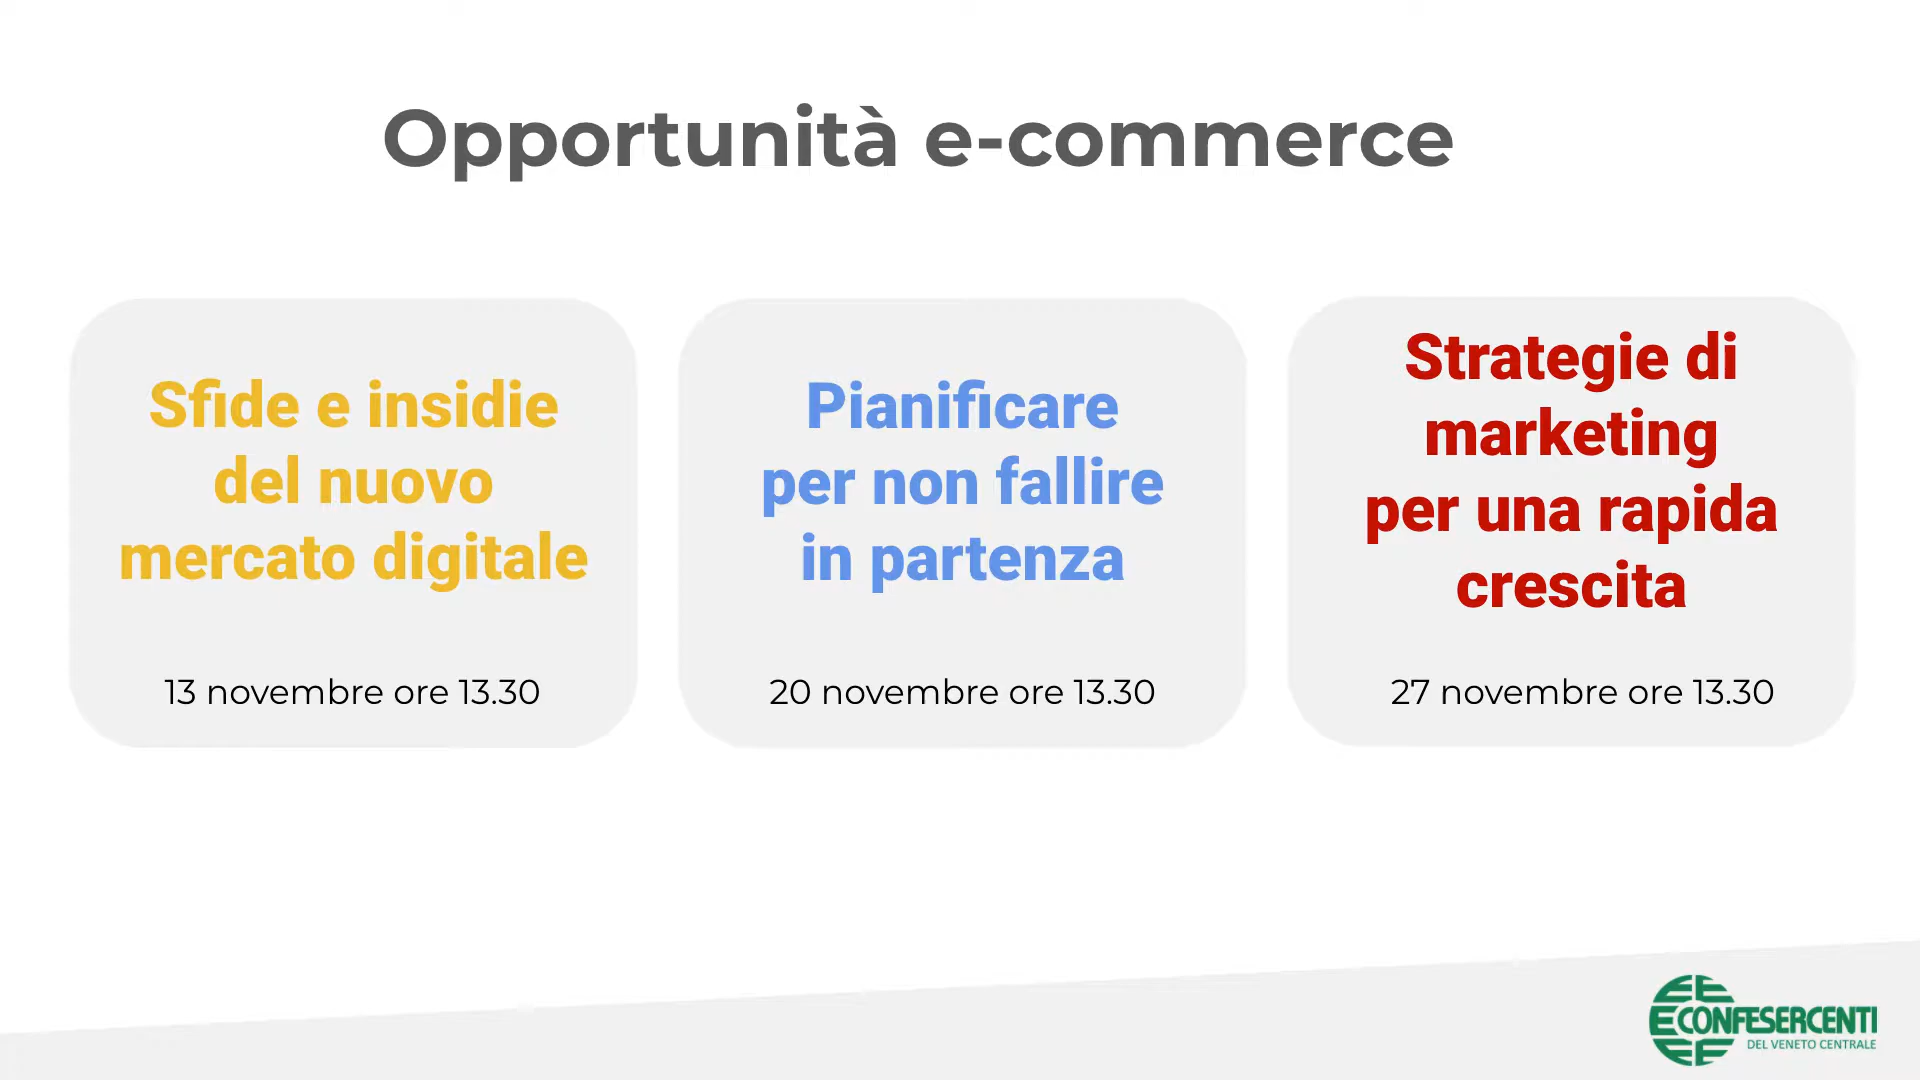 Opportunità e-commerce
Sfide e insidie
del nuovo
mercato digitale
13 novembre ore 13.30
Pianificare
per non fallire
in partenza
20 novembre ore 13.30
Strategie di
marketing
per una rapida
crescita
27 novembre ore 13.30
CONFESERCENTI
DEL VENETO CENTRALE